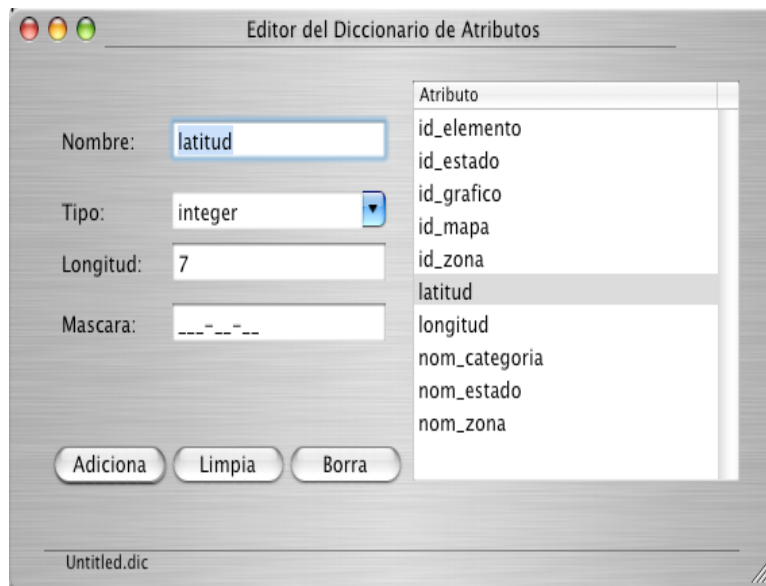 Editor del Diccionario de Atributos
Nombre: latitud
Tipo: integer
Longitud: 7
Mascara: ___-__-__
Adiciona Limpia Borra
Atributo
id_elemento
id_estado
id_grafico
id_mapa
id_zona
latitud
longitud
nom_categoria
nom_estado
nom_zona
Untitled.dic